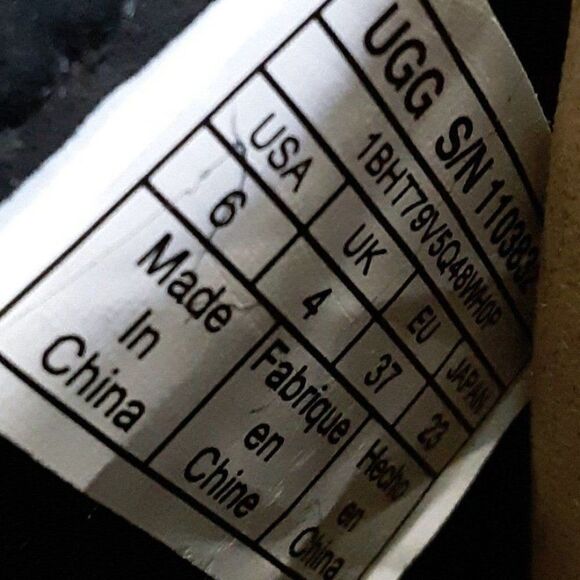 UGG S/N 1103832
1BHT79V5Q48WH0P
USA UK EU JAPAN
6 4 37 23
Made In China
Fabrique en Chine
Hecho en China